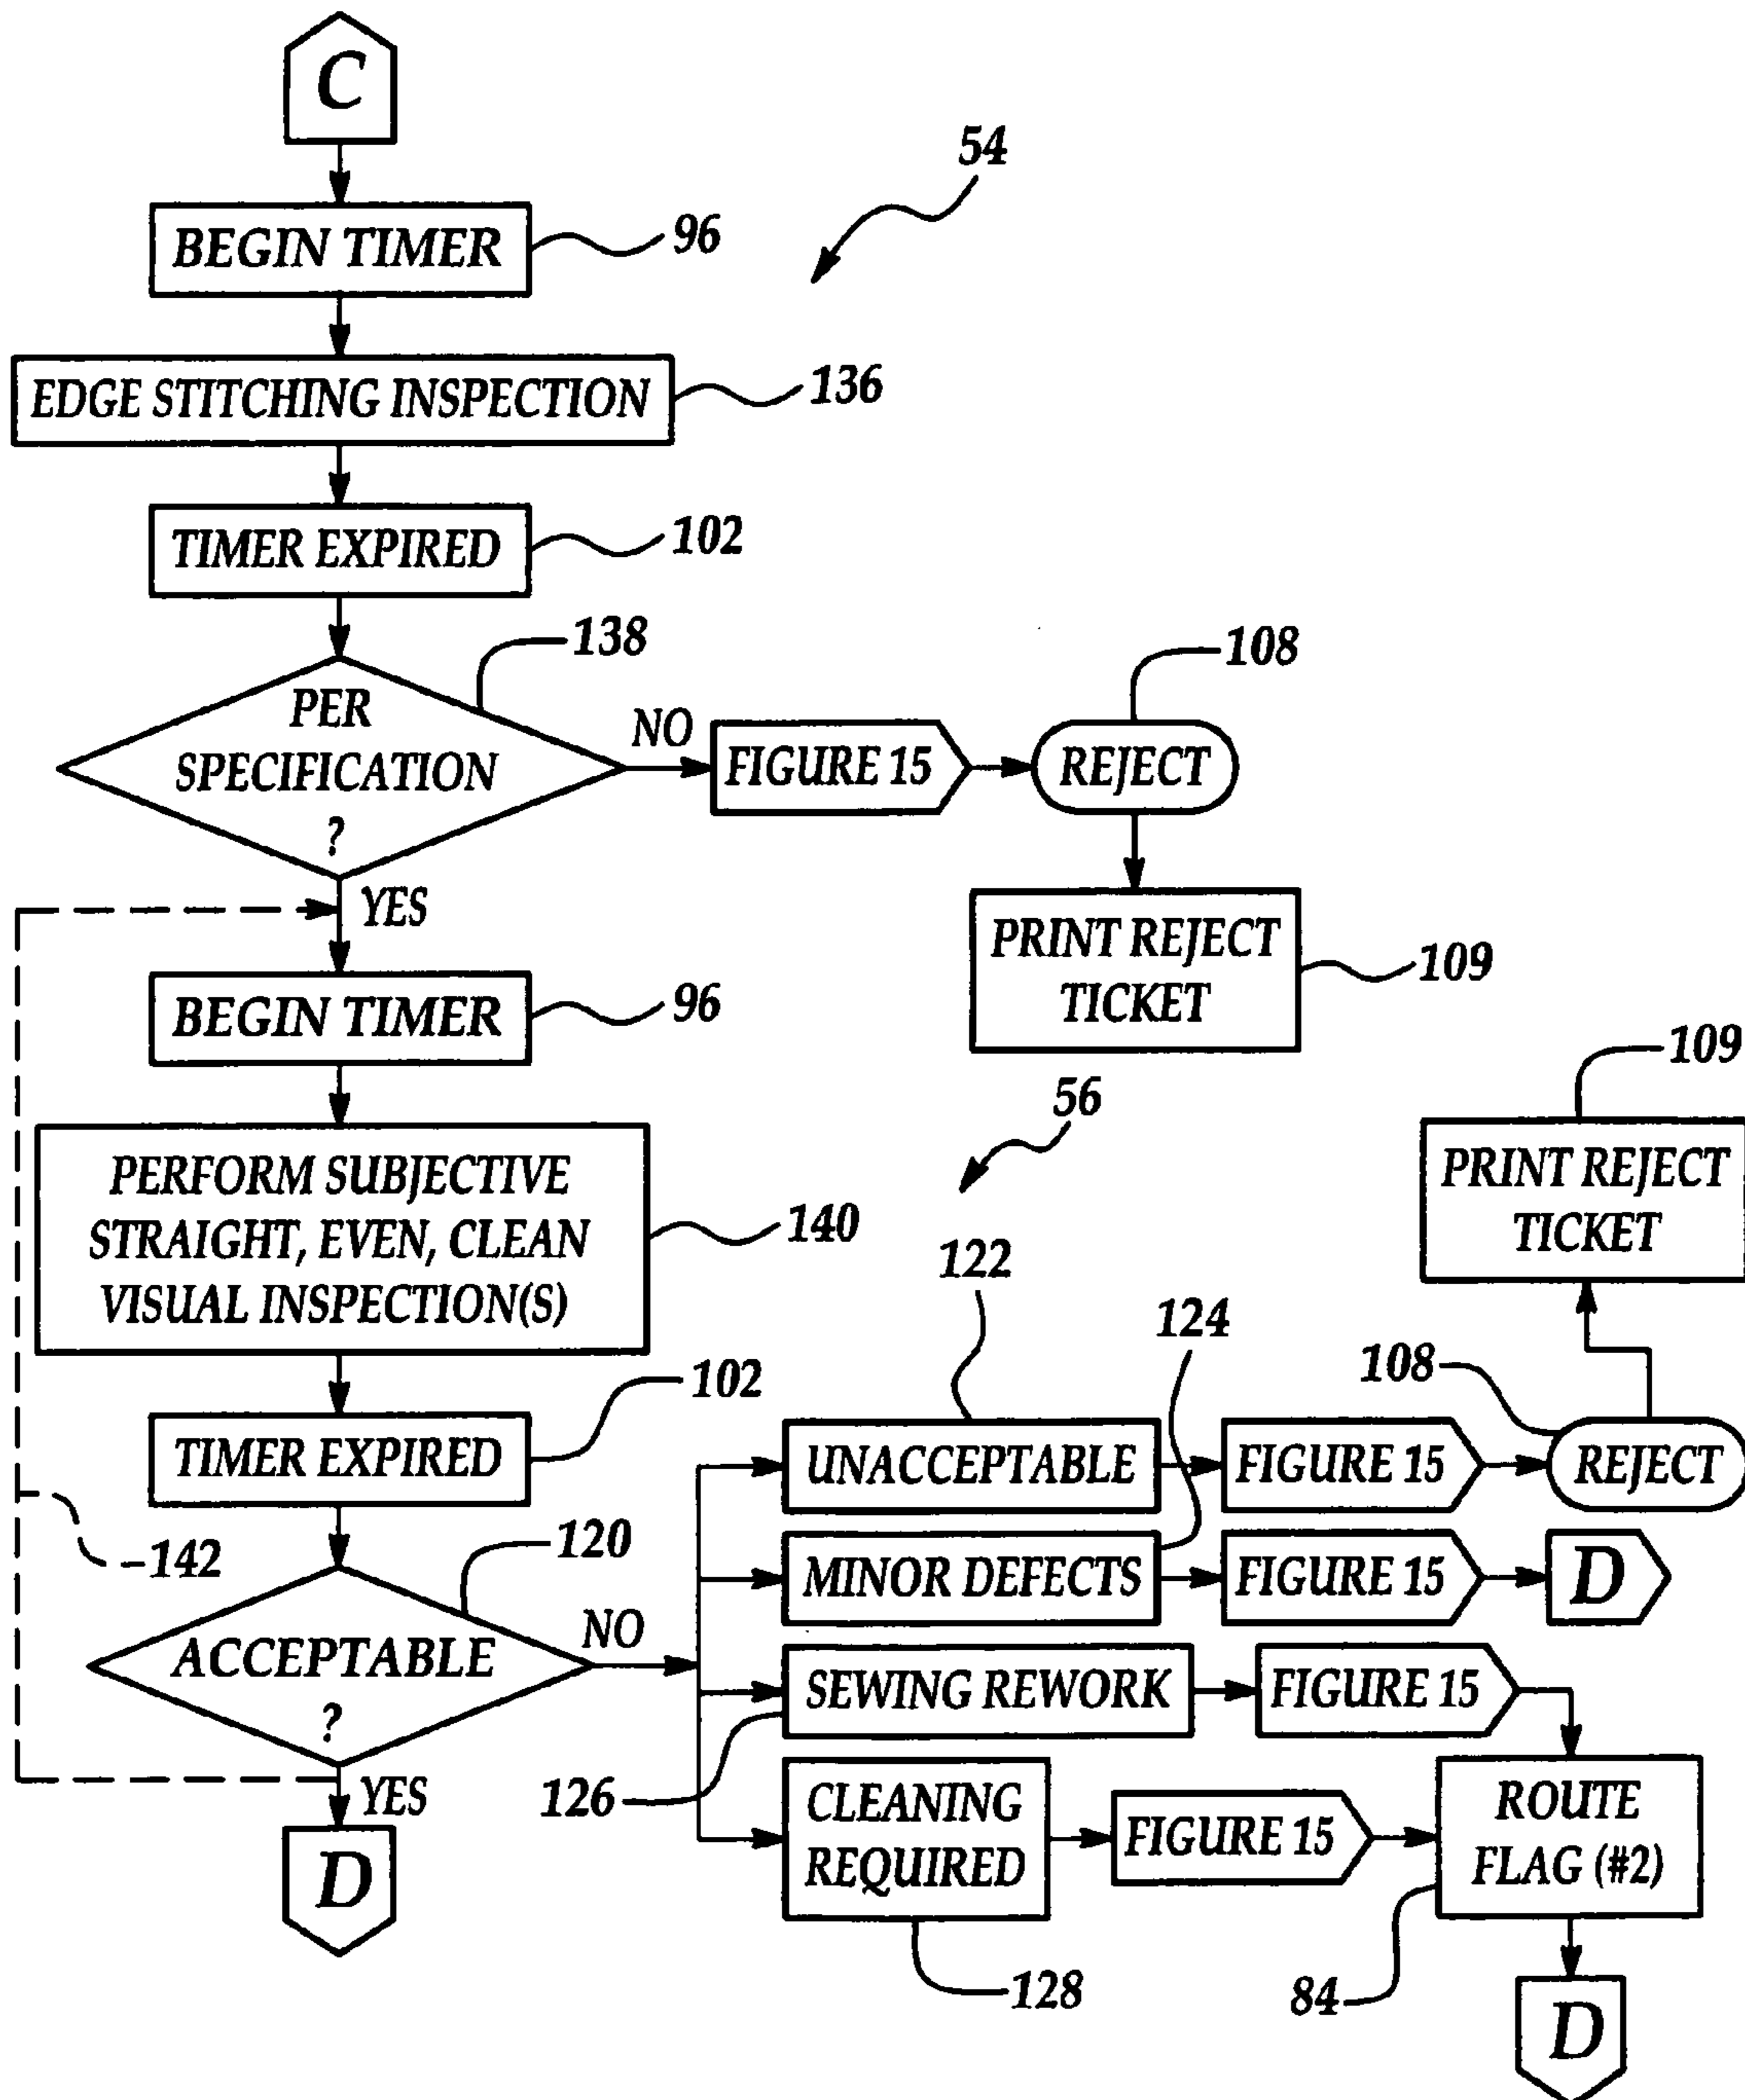 C
54
BEGIN TIMER
96
EDGE STITCHING INSPECTION
136
TIMER EXPIRED
102
138
PER
SPECIFICATION
?
NO
FIGURE 15
REJECT
108
YES
PRINT REJECT
TICKET
109
BEGIN TIMER
96
56
109
PRINT REJECT
TICKET
PERFORM SUBJECTIVE
STRAIGHT, EVEN, CLEAN
VISUAL INSPECTION(S)
140
122
124
108
TIMER EXPIRED
102
UNACCEPTABLE
FIGURE 15
REJECT
142
120
MINOR DEFECTS
FIGURE 15
D
ACCEPTABLE
?
NO
SEWING REWORK
FIGURE 15
126
YES
CLEANING
REQUIRED
FIGURE 15
ROUTE
FLAG (#2)
D
128
84
D